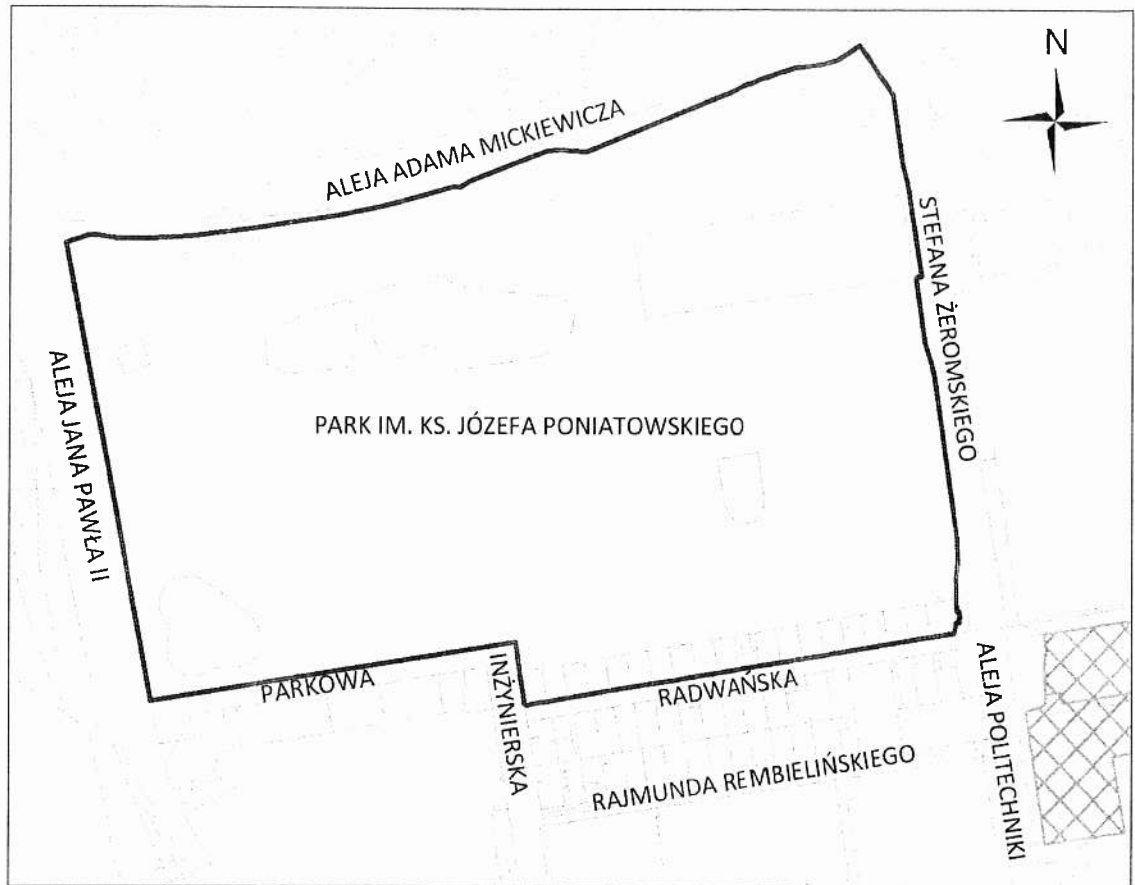 N
ALEJA ADAMA MICKIEWICZA
STEFANA ŻEROMSKIEGO
ALEJA JANA PAWŁA II
PARK IM. KS. JÓZEFA PONIATOWSKIEGO
PARKOWA
INŻYNIERSKA
RADWAŃSKA
ALEJA POLITECHNIKI
RAJMUNDA REMBIELIŃSKIEGO